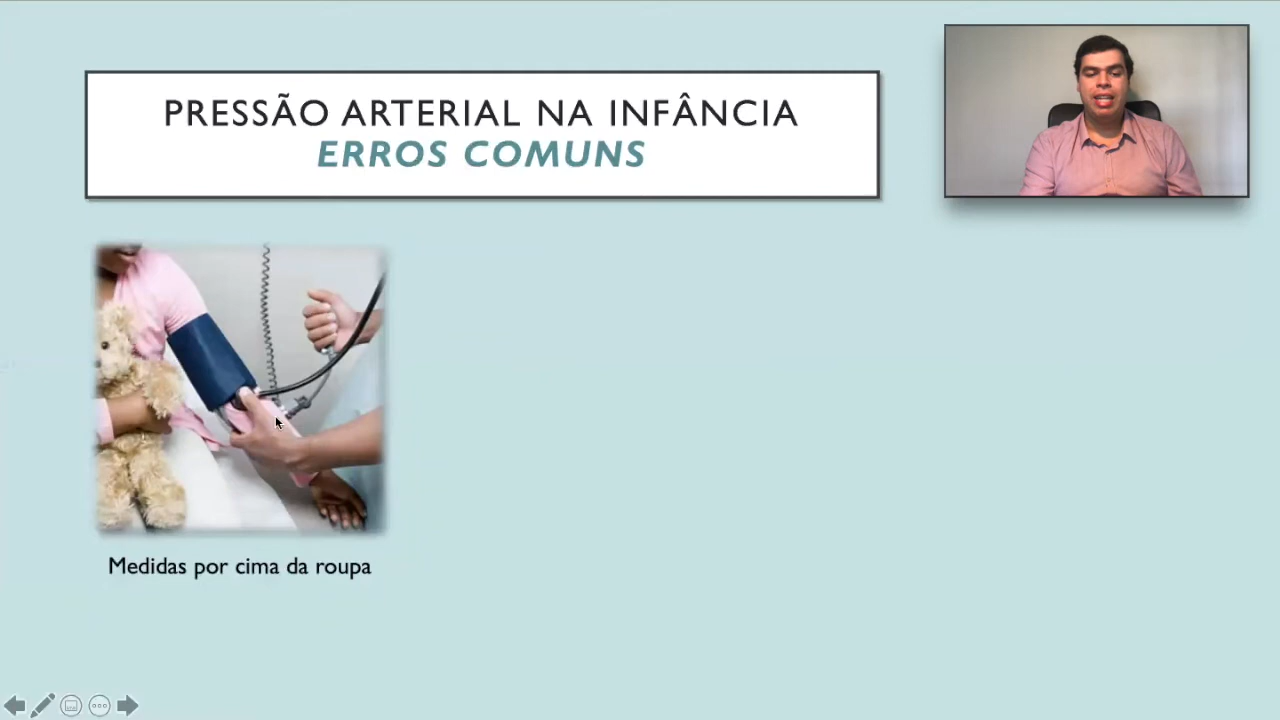 PRESSÃO ARTERIAL NA INFÂNCIA
ERROS COMUNS
Medidas por cima da roupa